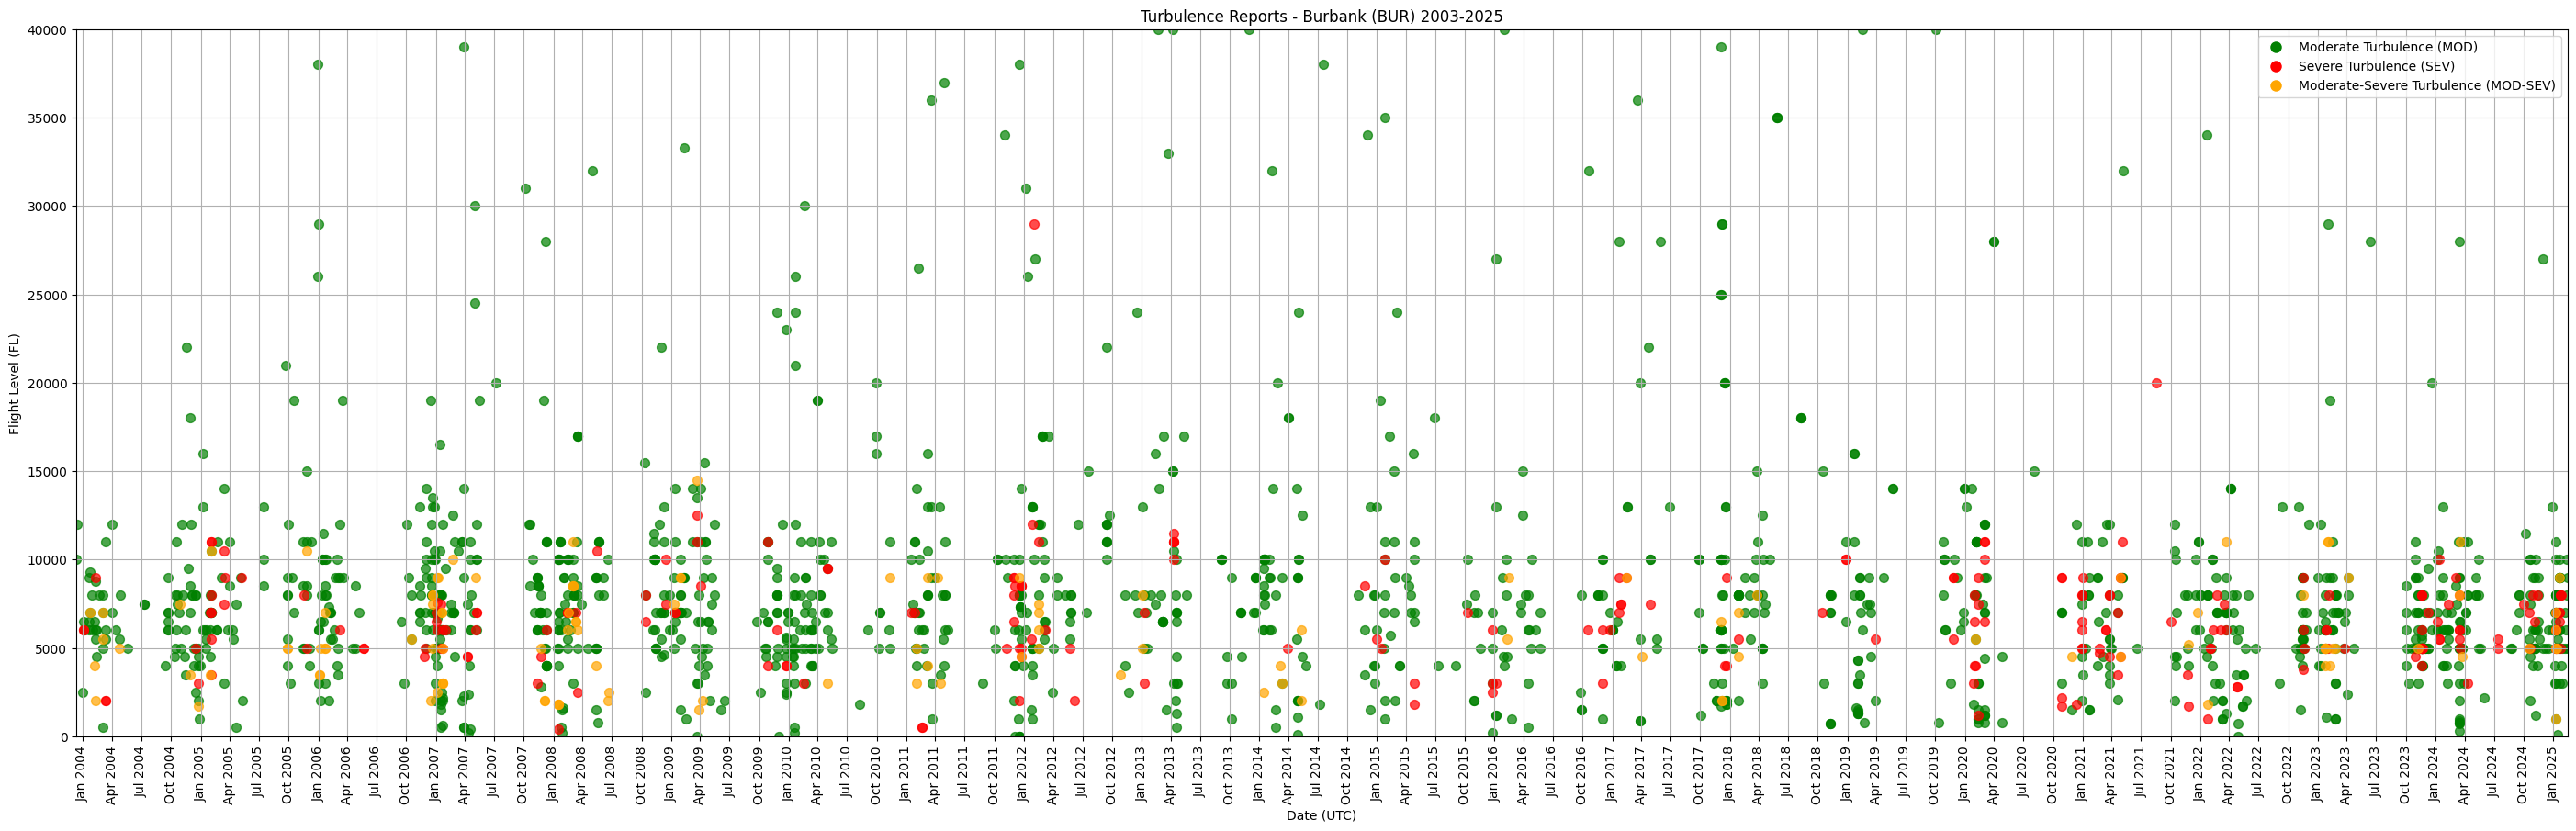 Turbulence Reports - Burbank (BUR) 2003-2025
Moderate Turbulence (MOD)
Severe Turbulence (SEV)
Moderate-Severe Turbulence (MOD-SEV)
Flight Level (FL)
40000
35000
30000
25000
20000
15000
10000
5000
0
Jan 2004
Apr 2004
Jul 2004
Oct 2004
Jan 2005
Apr 2005
Jul 2005
Oct 2005
Jan 2006
Apr 2006
Jul 2006
Oct 2006
Jan 2007
Apr 2007
Jul 2007
Oct 2007
Jan 2008
Apr 2008
Jul 2008
Oct 2008
Jan 2009
Apr 2009
Jul 2009
Oct 2009
Jan 2010
Apr 2010
Jul 2010
Oct 2010
Jan 2011
Apr 2011
Jul 2011
Oct 2011
Jan 2012
Apr 2012
Jul 2012
Oct 2012
Jan 2013
Apr 2013
Jul 2013
Oct 2013
Jan 2014
Apr 2014
Jul 2014
Oct 2014
Jan 2015
Apr 2015
Jul 2015
Oct 2015
Jan 2016
Apr 2016
Jul 2016
Oct 2016
Jan 2017
Apr 2017
Jul 2017
Oct 2017
Jan 2018
Apr 2018
Jul 2018
Oct 2018
Jan 2019
Apr 2019
Jul 2019
Oct 2019
Jan 2020
Apr 2020
Jul 2020
Oct 2020
Jan 2021
Apr 2021
Jul 2021
Oct 2021
Jan 2022
Apr 2022
Jul 2022
Oct 2022
Jan 2023
Apr 2023
Jul 2023
Oct 2023
Jan 2024
Apr 2024
Jul 2024
Oct 2024
Jan 2025
Date (UTC)